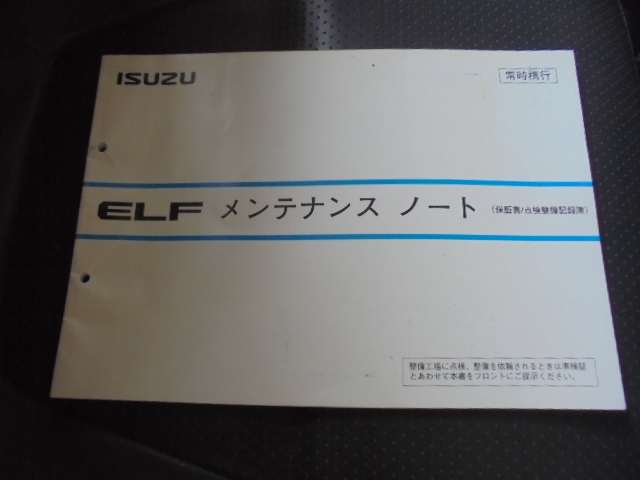 ISUZU
常時携行
ELF メンテナンス ノート (保証書/点検整備記録簿)
整備工場に点検、整備を依頼されるときは車検証
とあわせて本書をフロントにご提示ください。